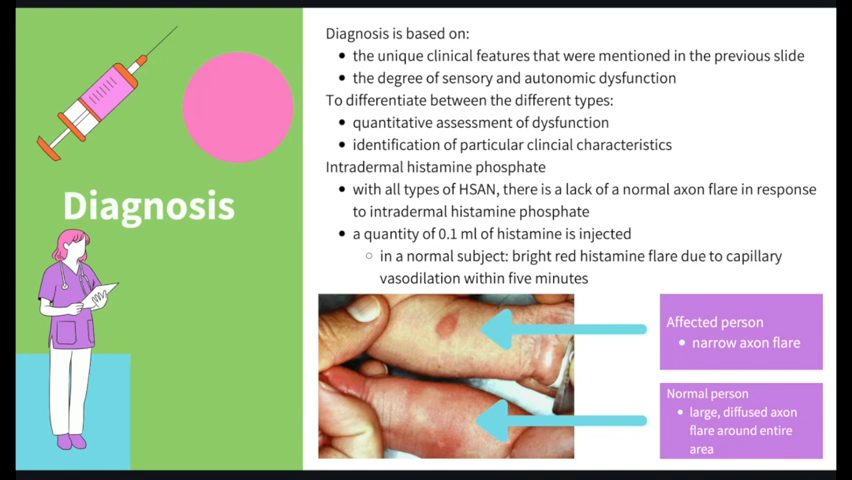 Diagnosis
Diagnosis is based on:
• the unique clinical features that were mentioned in the previous slide
• the degree of sensory and autonomic dysfunction
To differentiate between the different types:
• quantitative assessment of dysfunction
• identification of particular clincial characteristics
Intradermal histamine phosphate
• with all types of HSAN, there is a lack of a normal axon flare in response
to intradermal histamine phosphate
• a quantity of 0.1 ml of histamine is injected
○ in a normal subject: bright red histamine flare due to capillary
vasodilation within five minutes
Affected person
• narrow axon flare
Normal person
• large, diffused axon
flare around entire
area